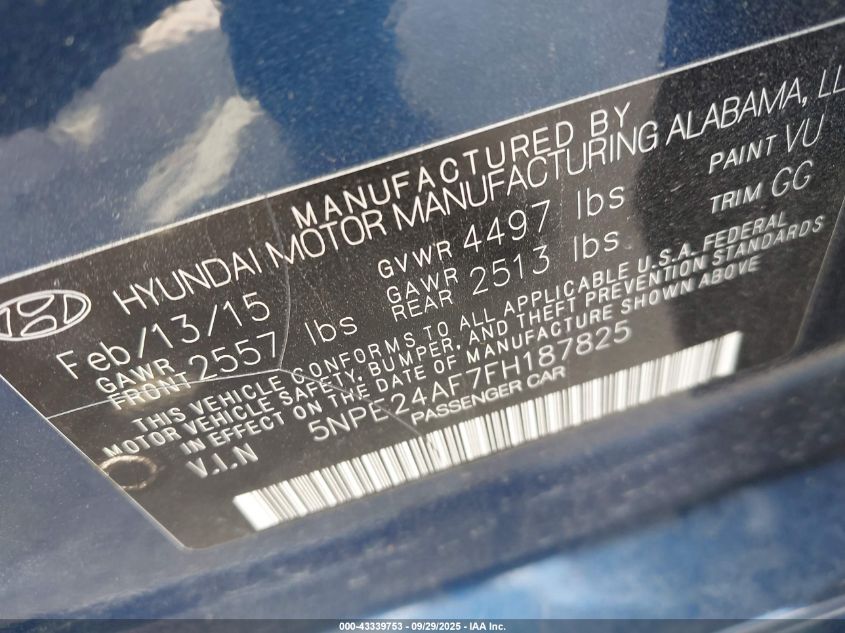 MANUFACTURED BY
HYUNDAI MOTOR MANUFACTURING ALABAMA, LL
Feb/13/15 GVWR 4497 lbs PAINT VU
GAWR FRONT 2557 lbs GAWR REAR 2513 lbs TRIM GG
THIS VEHICLE CONFORMS TO ALL APPLICABLE U.S.A. FEDERAL
MOTOR VEHICLE SAFETY, BUMPER, AND THEFT PREVENTION STANDARDS
IN EFFECT ON THE DATE OF MANUFACTURE SHOWN ABOVE
V.I.N 5NPE24AF7FH187825
PASSENGER CAR
000-43339753 - 09/29/2025 - IAA Inc.